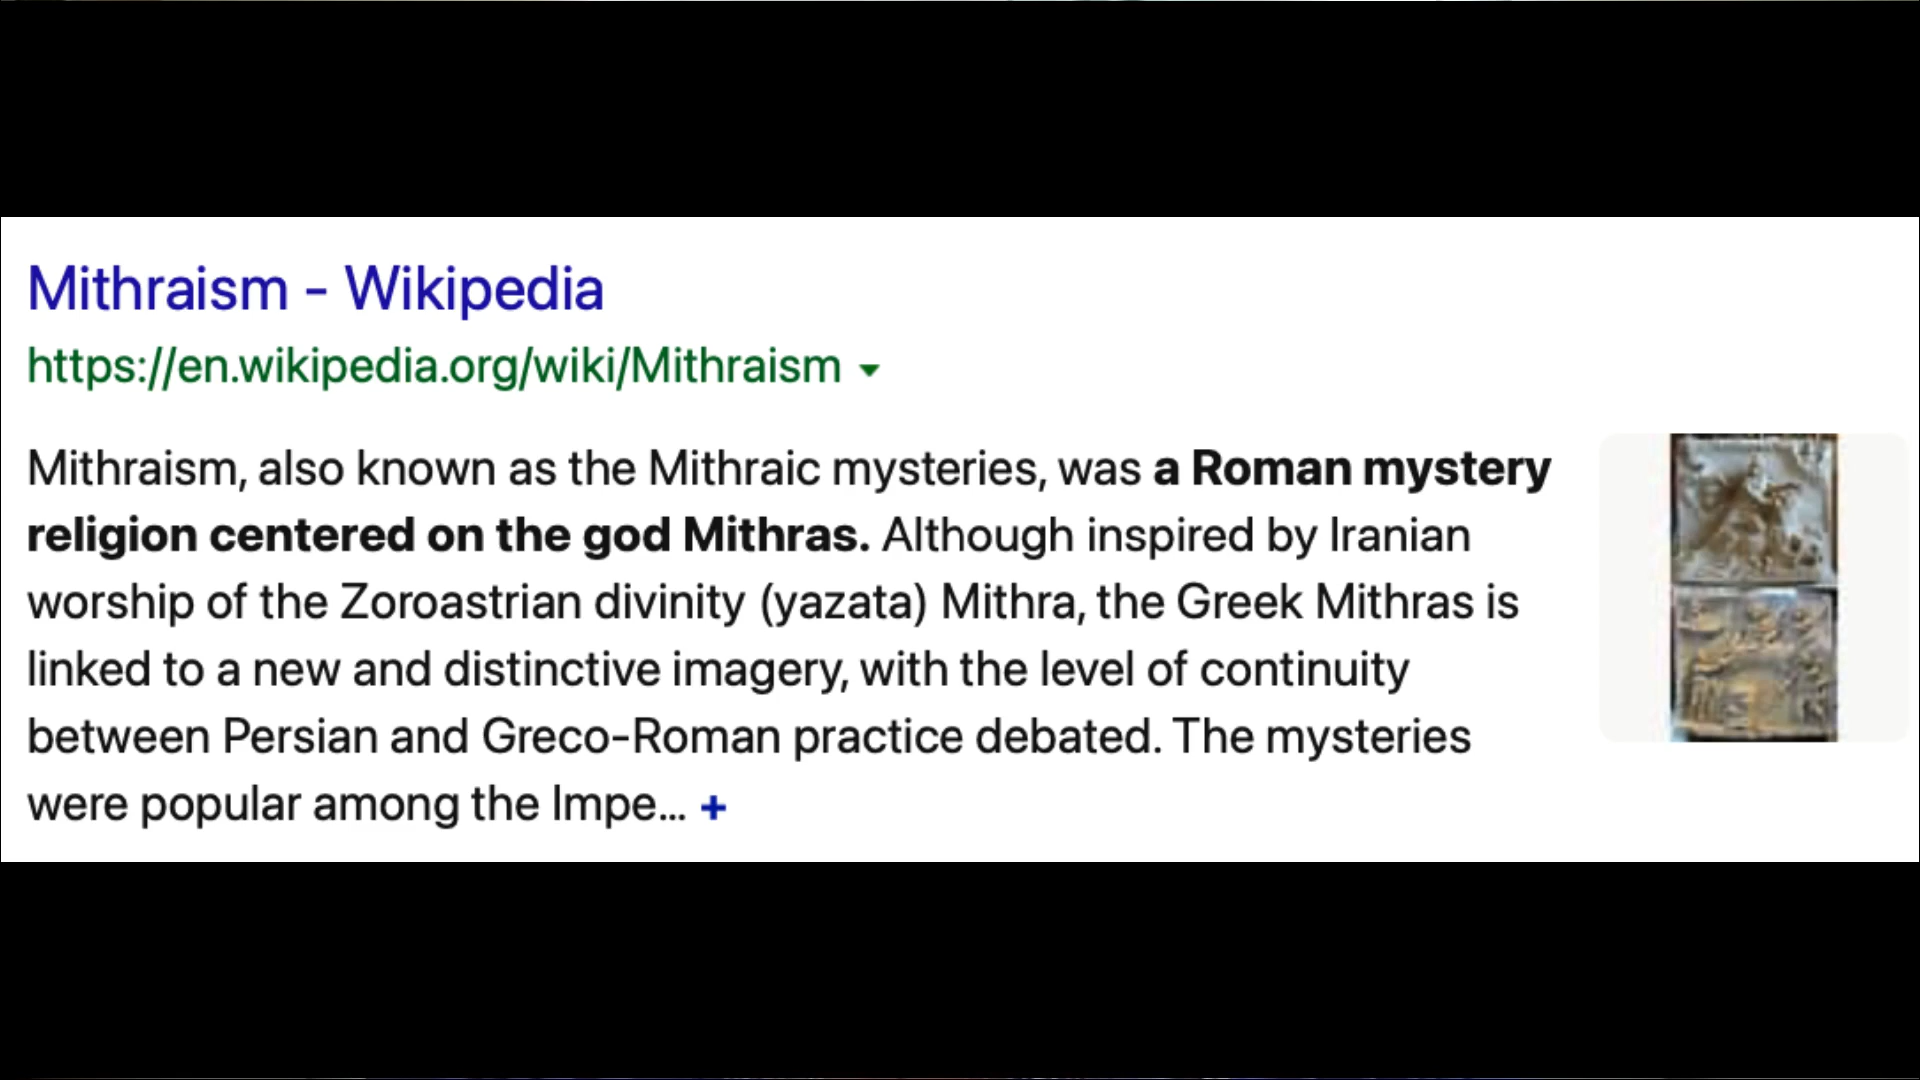 Mithraism - Wikipedia
https://en.wikipedia.org/wiki/Mithraism
Mithraism, also known as the Mithraic mysteries, was a Roman mystery
religion centered on the god Mithras. Although inspired by Iranian
worship of the Zoroastrian divinity (yazata) Mithra, the Greek Mithras is
linked to a new and distinctive imagery, with the level of continuity
between Persian and Greco-Roman practice debated. The mysteries
were popular among the Impe... +